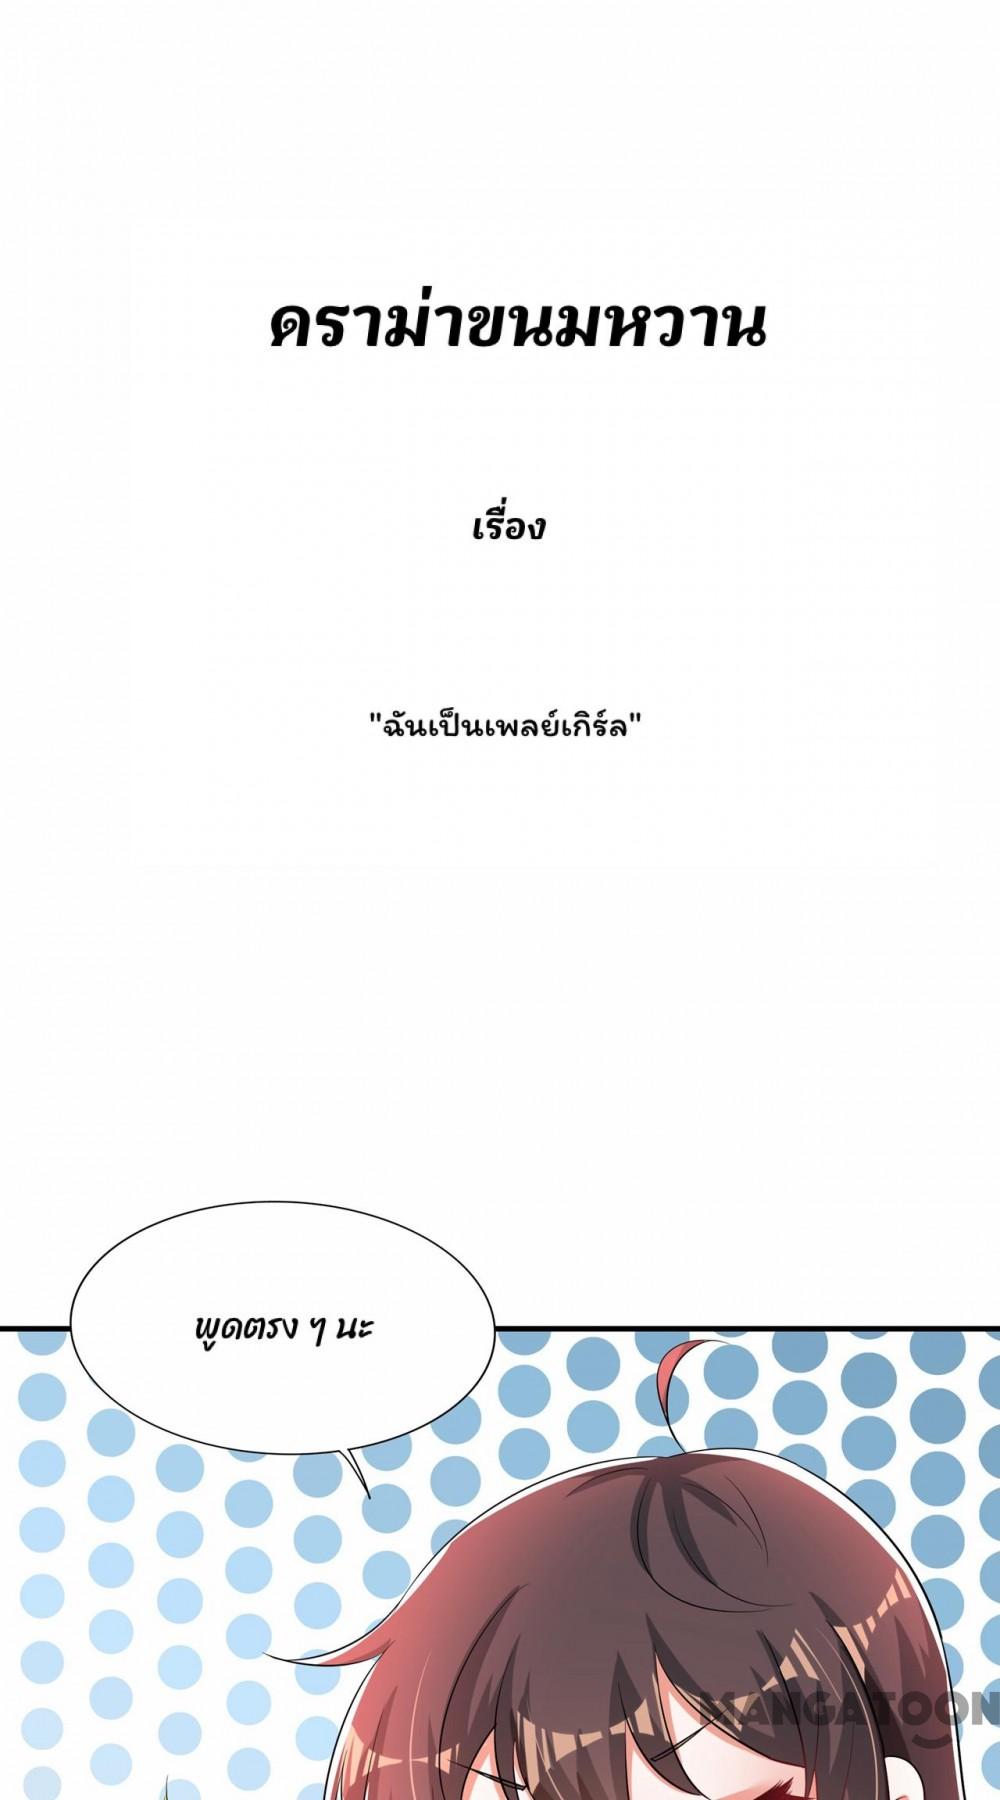 ดราม่าขนมหวาน
เรื่อง
"ฉันเป็นเพลย์เกิร์ล"
พูดตรง ๆ นะ
MANGATOON